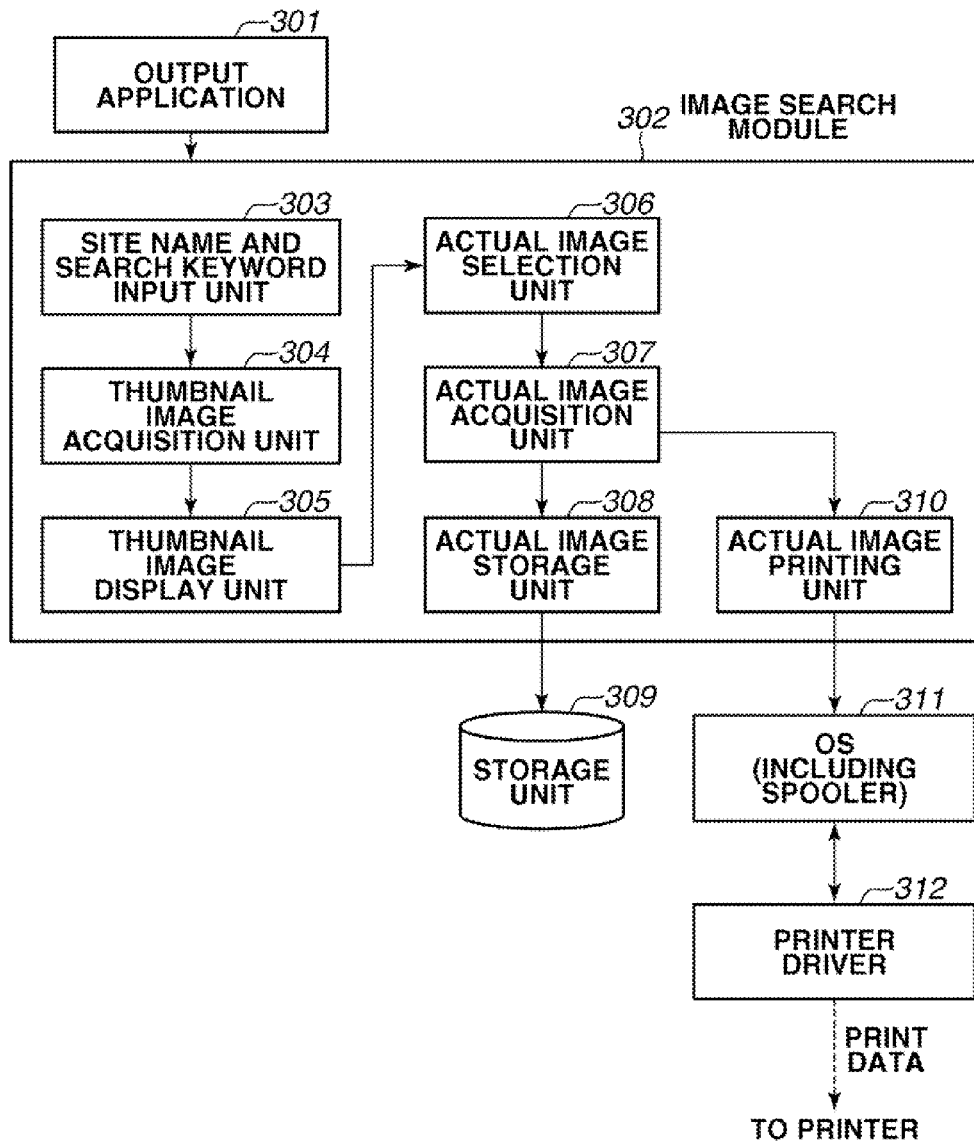 301
OUTPUT
APPLICATION
302
IMAGE SEARCH
MODULE
303
SITE NAME AND
SEARCH KEYWORD
INPUT UNIT
304
THUMBNAIL
IMAGE
ACQUISITION UNIT
305
THUMBNAIL
IMAGE
DISPLAY UNIT
306
ACTUAL IMAGE
SELECTION
UNIT
307
ACTUAL IMAGE
ACQUISITION
UNIT
308
ACTUAL IMAGE
STORAGE
UNIT
310
ACTUAL IMAGE
PRINTING
UNIT
309
STORAGE
UNIT
311
OS
(INCLUDING
SPOOLER)
312
PRINTER
DRIVER
PRINT
DATA
TO PRINTER